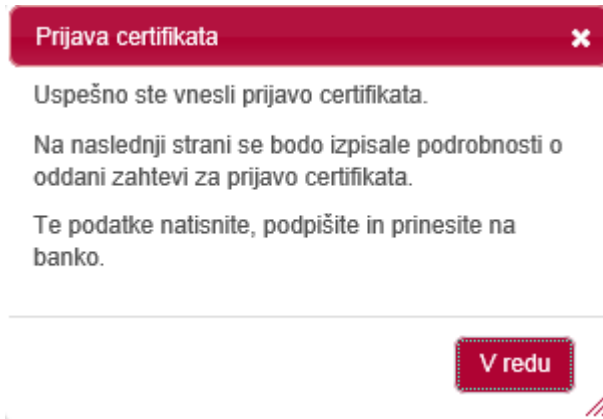 Prijava certifikata
Uspešno ste vnesli prijavo certifikata.
Na naslednji strani se bodo izpisale podrobnosti o
oddani zahtevi za prijavo certifikata.
Te podatke natisnite, podpišite in prinesite na
banko.
V redu